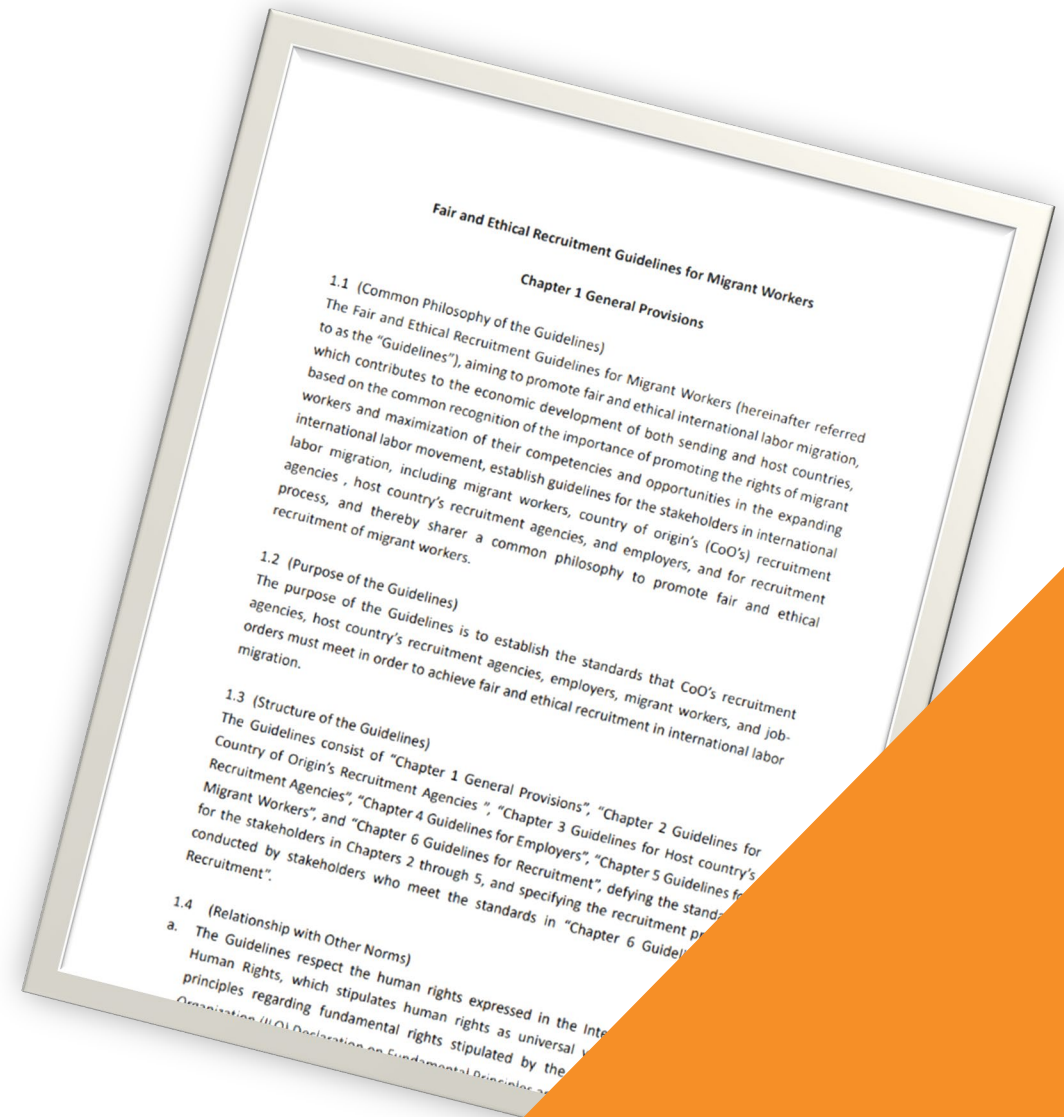 Fair and Ethical Recruitment Guidelines for Migrant Workers
Chapter 1 General Provisions
1.1 (Common Philosophy of the Guidelines)
The Fair and Ethical Recruitment Guidelines for Migrant Workers (hereinafter referred
to as the “Guidelines”), aiming to promote fair and ethical international labor migration,
which contributes to the economic development of both sending and host countries,
based on the common recognition of the importance of promoting the rights of migrant
workers and maximization of their competencies and opportunities in the expanding
international labor movement, establish guidelines for the stakeholders in international
labor migration, including migrant workers, country of origin’s (CoO’s) recruitment
agencies , host country’s recruitment agencies, and employers, and for recruitment
process, and thereby sharer a common philosophy to promote fair and ethical
recruitment of migrant workers.
1.2 (Purpose of the Guidelines)
The purpose of the Guidelines is to establish the standards that CoO’s recruitment
agencies, host country’s recruitment agencies, employers, migrant workers, and job-
orders must meet in order to achieve fair and ethical recruitment in international labor
migration.
1.3 (Structure of the Guidelines)
The Guidelines consist of “Chapter 1 General Provisions”, “Chapter 2 Guidelines for
Country of Origin’s Recruitment Agencies ”, “Chapter 3 Guidelines for Host country’s
Recruitment Agencies”, “Chapter 4 Guidelines for Employers”, “Chapter 5 Guidelines
Migrant Workers”, and “Chapter 6 Guidelines for Recruitment”, defying the
for the stakeholders in Chapters 2 through 5, and specifying the recruitment
conducted by stakeholders who meet the standards in “Chapter 6
Recruitment”.
1.4 (Relationship with Other Norms)
a. The Guidelines respect the human rights expressed in the
Human Rights, which stipulates human rights as universal
principles regarding fundamental rights stipulated by the
Organization (ILO) Declaration on Fundamental Principles